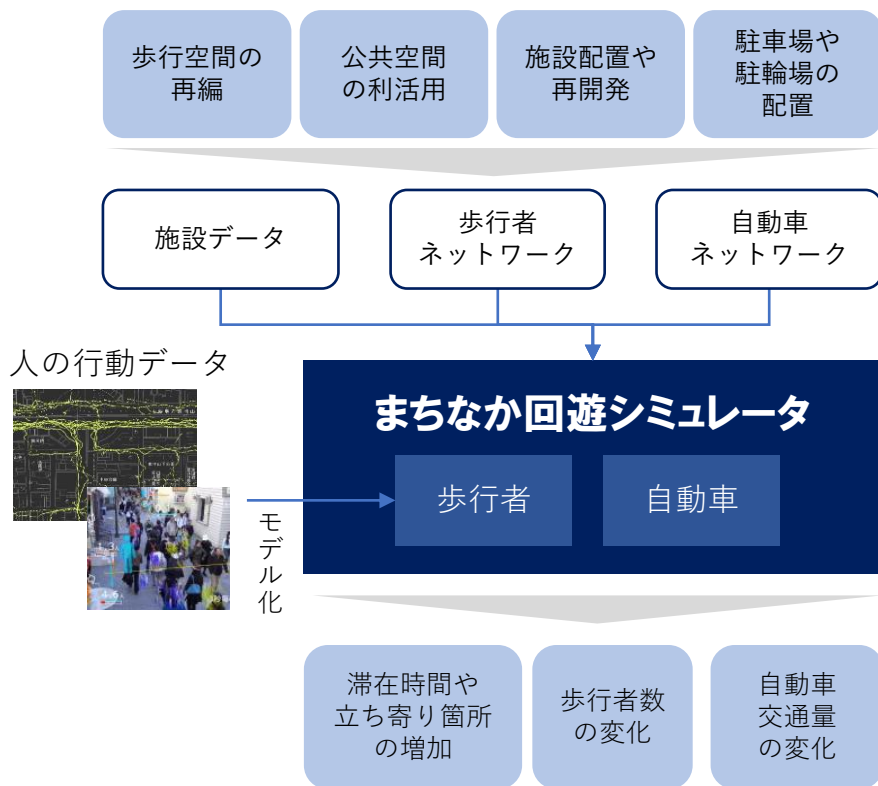 歩行空間の
再編
公共空間
の利活用
施設配置や
再開発
駐車場や
駐輪場の
配置
施設データ
歩行者
ネットワーク
自動車
ネットワーク
人の行動データ
まちなか回遊シミュレータ
歩行者
自動車
モデル化
滞在時間や
立ち寄り箇所
の増加
歩行者数
の変化
自動車
交通量
の変化